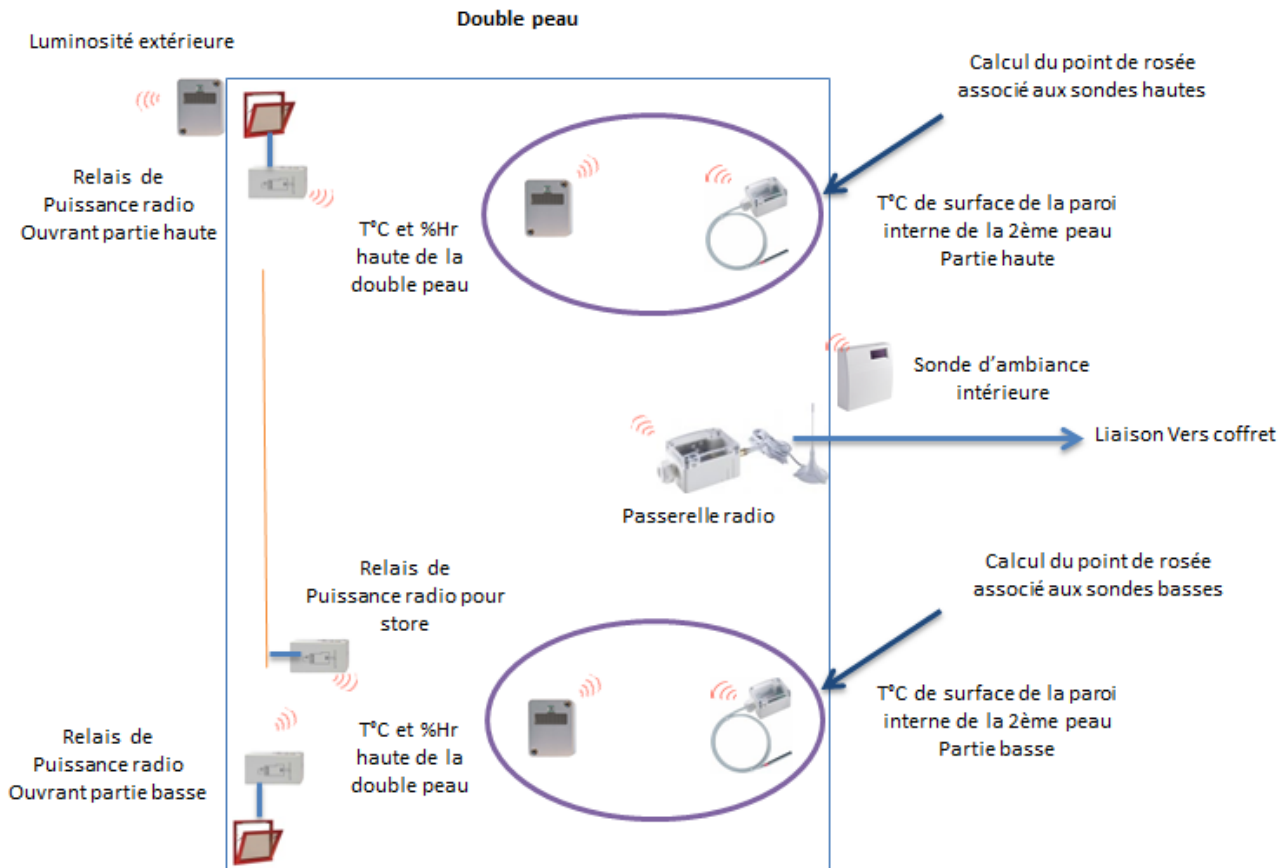 Double peau
Luminosité extérieure
Calcul du point de rosée
associé aux sondes hautes
Relais de
Puissance radio
Ouvrant partie haute
T°C et %Hr
haute de la
double peau
T°C de surface de la paroi
interne de la 2ème peau
Partie haute
Sonde d'ambiance
intérieure
Liaison Vers coffret
Passerelle radio
Relais de
Puissance radio pour
store
Calcul du point de rosée
associé aux sondes basses
Relais de
Puissance radio
Ouvrant partie basse
T°C et %Hr
haute de la
double peau
T°C de surface de la paroi
interne de la 2ème peau
Partie basse